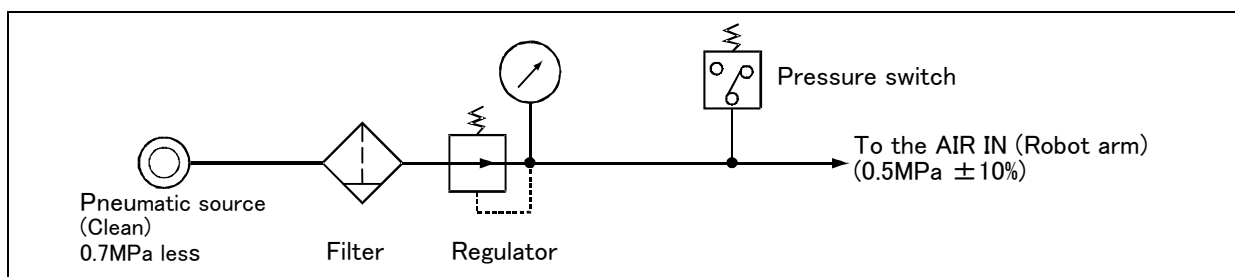 Pressure switch
To the AIR IN (Robot arm)
(0.5MPa ±10%)
Pneumatic source
(Clean)
0.7MPa less
Filter
Regulator